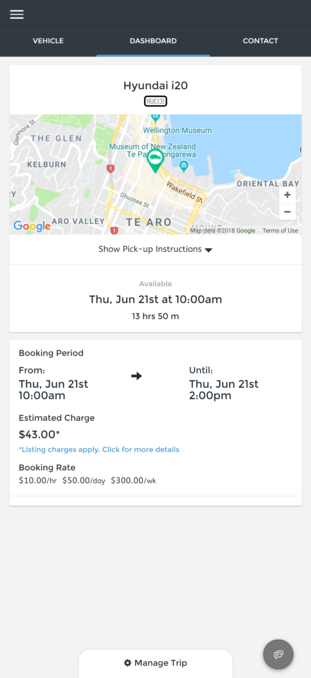 VEHICLE
DASHBOARD
CONTACT
Hyundai i20
Wellington Museum
Museum of New Zealand
Te Papa Tongarewa
THE GLEN
KELBURN
ORIENTAL BAY
Wakefield St
Ghuznee St
ARO VALLEY
TE ARO
Google
Map data ©2018 Google
Terms of Use
Show Pick-up Instructions
Available
Thu, Jun 21st at 10:00am
13 hrs 50 m
Booking Period
From:
Thu, Jun 21st
10:00am
Until:
Thu, Jun 21st
2:00pm
Estimated Charge
$43.00*
*Listing charges apply. Click for more details
Booking Rate
$10.00/hr $50.00/day $300.00/wk
Manage Trip